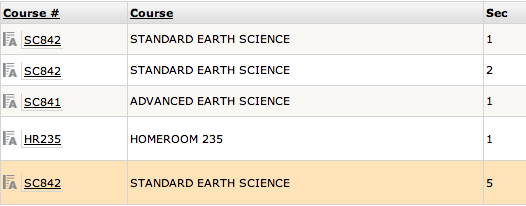 Course # Course Sec
SC842 STANDARD EARTH SCIENCE 1
SC842 STANDARD EARTH SCIENCE 2
SC841 ADVANCED EARTH SCIENCE 1
HR235 HOMEROOM 235 1
SC842 STANDARD EARTH SCIENCE 5